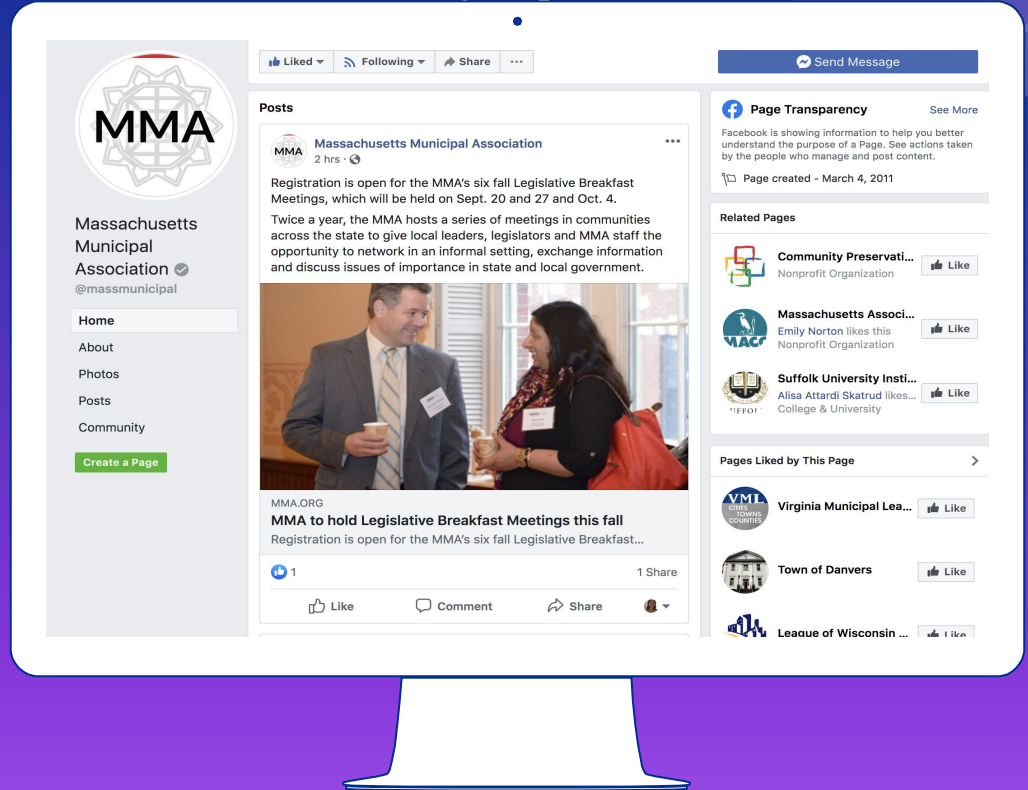 MMA
Massachusetts
Municipal
Association
@massmunicipal
Home
About
Photos
Posts
Community
Create a Page
Liked
Following
Share
...
Send Message
Posts
MMA
Massachusetts Municipal Association
2 hrs ·
Registration is open for the MMA's six fall Legislative Breakfast
Meetings, which will be held on Sept. 20 and 27 and Oct. 4.
Twice a year, the MMA hosts a series of meetings in communities
across the state to give local leaders, legislators and MMA staff the
opportunity to network in an informal setting, exchange information
and discuss issues of importance in state and local government.
MMA.ORG
MMA to hold Legislative Breakfast Meetings this fall
Registration is open for the MMA's six fall Legislative Breakfast...
1
1 Share
Like
Comment
Share
Page Transparency
See More
Facebook is showing information to help you better
understand the purpose of a Page. See actions taken
by the people who manage and post content.
Page created - March 4, 2011
Related Pages
Community Preservati...
Nonprofit Organization
Like
MACC
Massachusetts Associ...
Emily Norton likes this
Nonprofit Organization
Like
Suffolk University Insti...
Alisa Attardi Skatrud likes...
College & University
Like
Pages Liked by This Page
VML
CITIES
TOWNS
COUNTIES
Virginia Municipal Lea...
Like
Town of Danvers
Like
League of Wisconsin ...
Like